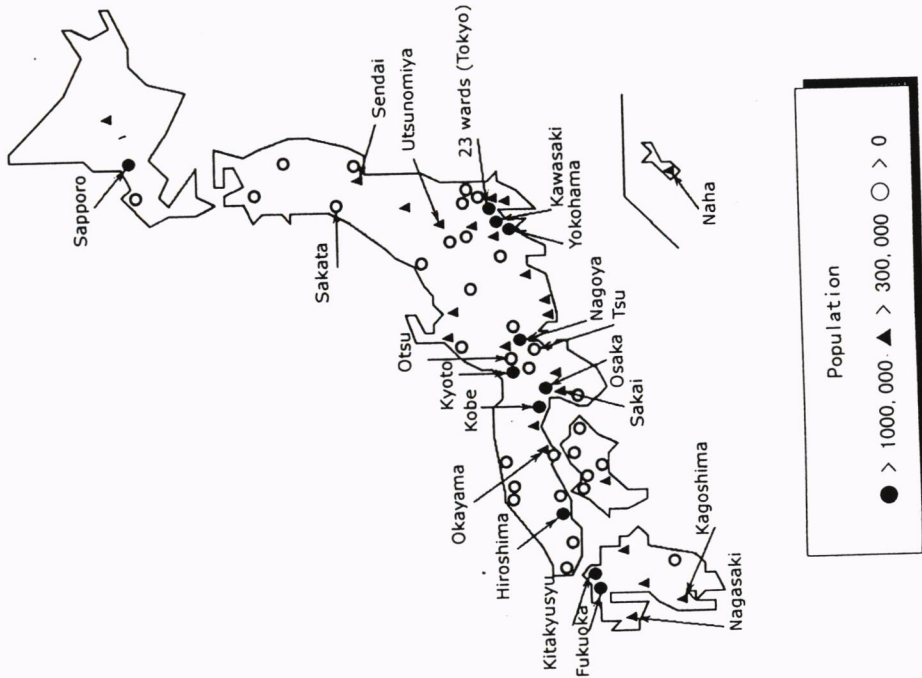 Sapporo
Sakata
Sendai
Utsunomiya
23 wards (Tokyo)
Kawasaki
Yokohama
Otsu
Kyoto
Kobe
Nagoya
Tsu
Osaka
Sakai
Okayama
Hiroshima
Kitakyusyu
Fukuoka
Kagoshima
Nagasaki
Naha
Population
● > 1000,000 ▲ > 300,000 ○ > 0